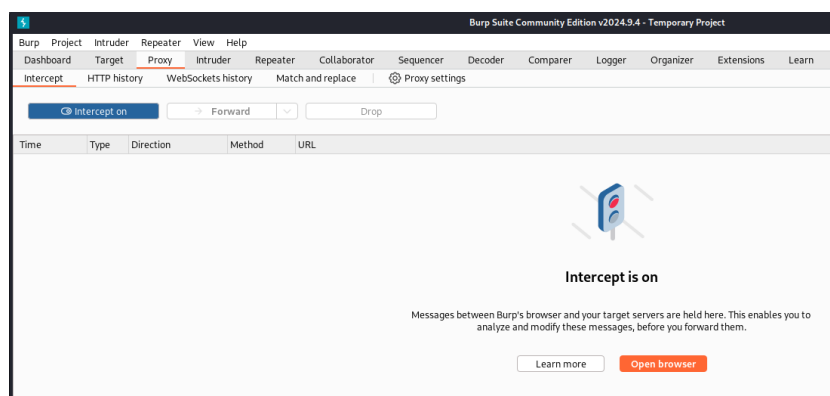 Burp Suite Community Edition v2024.9.4 - Temporary Project
Burp Project Intruder Repeater View Help
Dashboard Target Proxy Intruder Repeater Collaborator Sequencer Decoder Comparer Logger Organizer Extensions Learn
Intercept HTTP history WebSockets history Match and replace Proxy settings
Intercept on Forward Drop
Time Type Direction Method URL
Intercept is on
Messages between Burp's browser and your target servers are held here. This enables you to
analyze and modify these messages, before you forward them.
Learn more Open browser